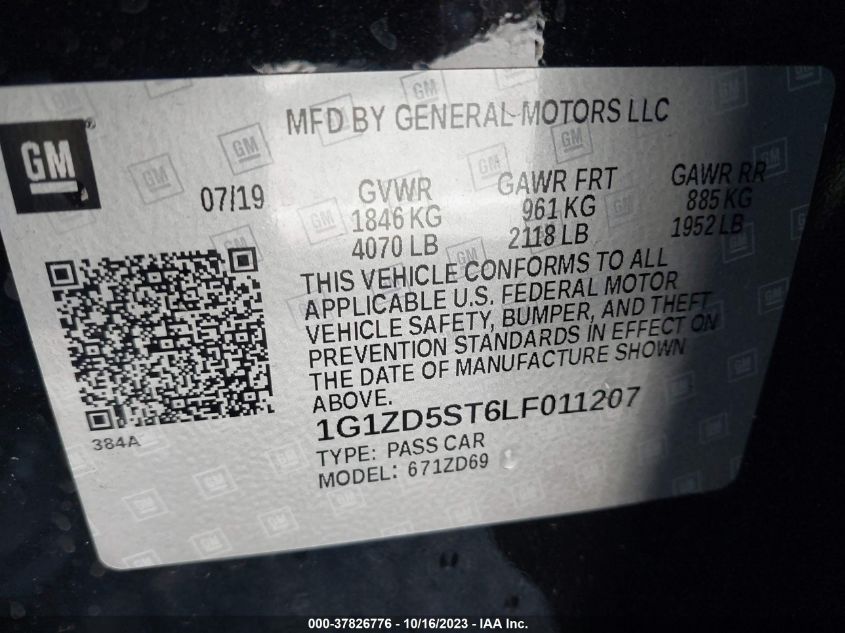 MFD BY GENERAL MOTORS LLC
GM
07/19
GVWR
1846 KG
4070 LB
GAWR FRT
961 KG
2118 LB
GAWR RR
885 KG
1952 LB
THIS VEHICLE CONFORMS TO ALL
APPLICABLE U.S. FEDERAL MOTOR
VEHICLE SAFETY, BUMPER, AND THEFT
PREVENTION STANDARDS IN EFFECT ON
THE DATE OF MANUFACTURE SHOWN
ABOVE.
1G1ZD5ST6LF011207
TYPE: PASS CAR
MODEL: 671ZD69
384A
000-37826776 - 10/16/2023 - IAA Inc.